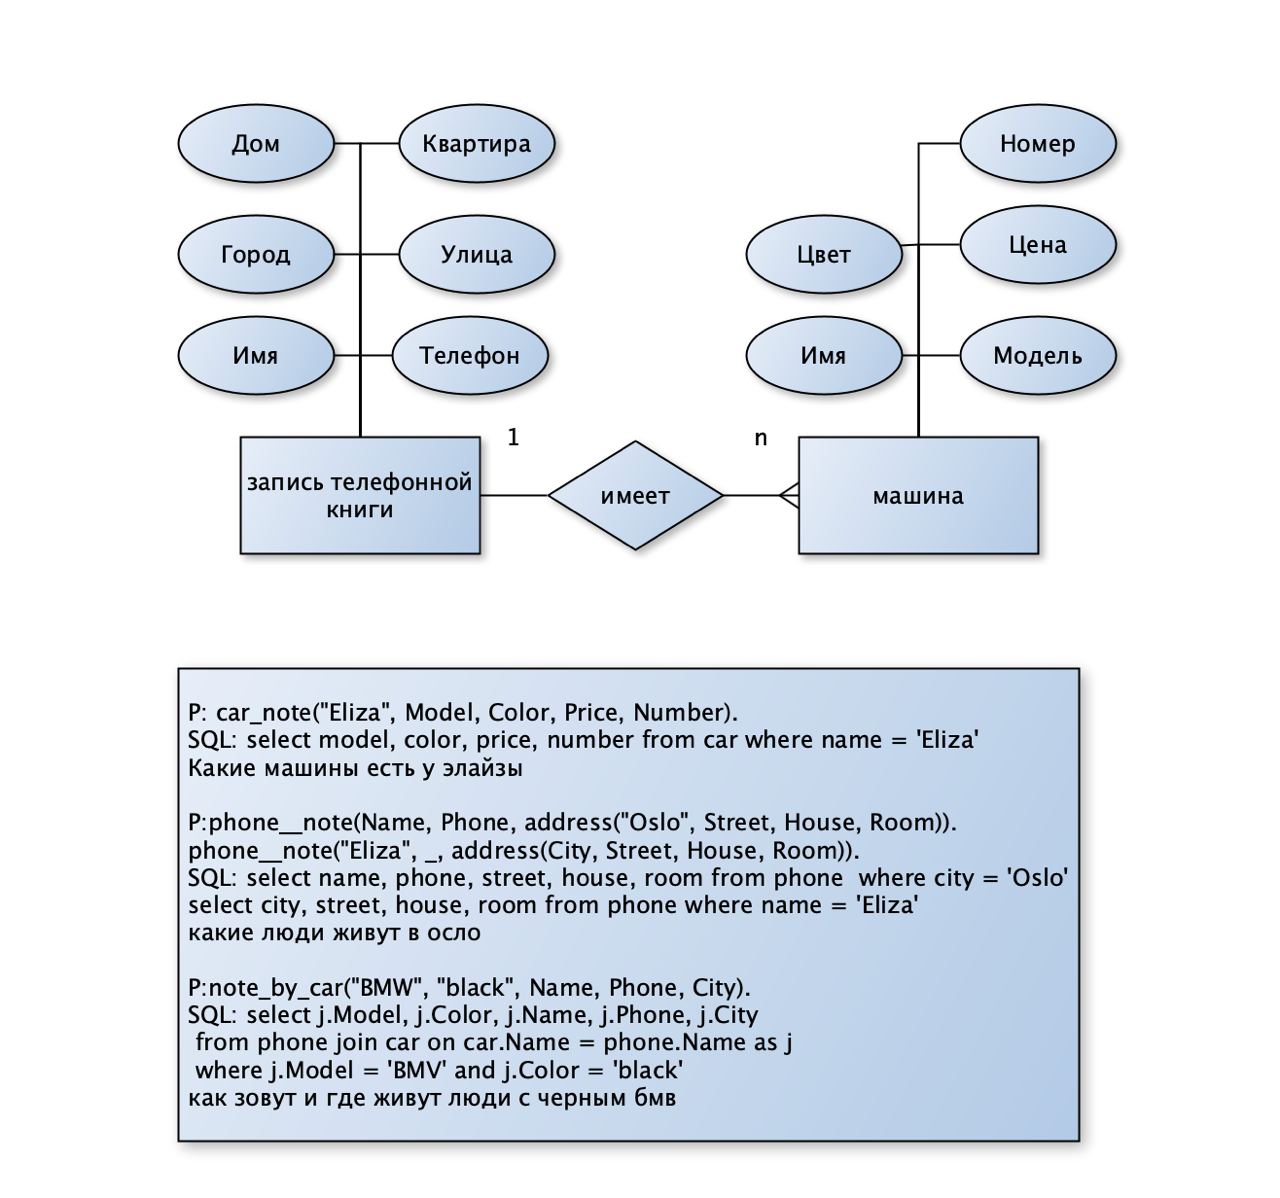 Дом
Квартира
Номер
Город
Улица
Цвет
Цена
Имя
Телефон
Имя
Модель
1
n
запись телефонной
книги
имеет
машина
P: car_note("Eliza", Model, Color, Price, Number).
SQL: select model, color, price, number from car where name = 'Eliza'
Какие машины есть у элайзы
P:phone__note(Name, Phone, address("Oslo", Street, House, Room)).
phone__note("Eliza", _, address(City, Street, House, Room)).
SQL: select name, phone, street, house, room from phone  where city = 'Oslo'
select city, street, house, room from phone where name = 'Eliza'
какие люди живут в осло
P:note_by_car("BMW", "black", Name, Phone, City).
SQL: select j.Model, j.Color, j.Name, j.Phone, j.City
from phone join car on car.Name = phone.Name as j
where j.Model = 'BMV' and j.Color = 'black'
как зовут и где живут люди с черным бмв